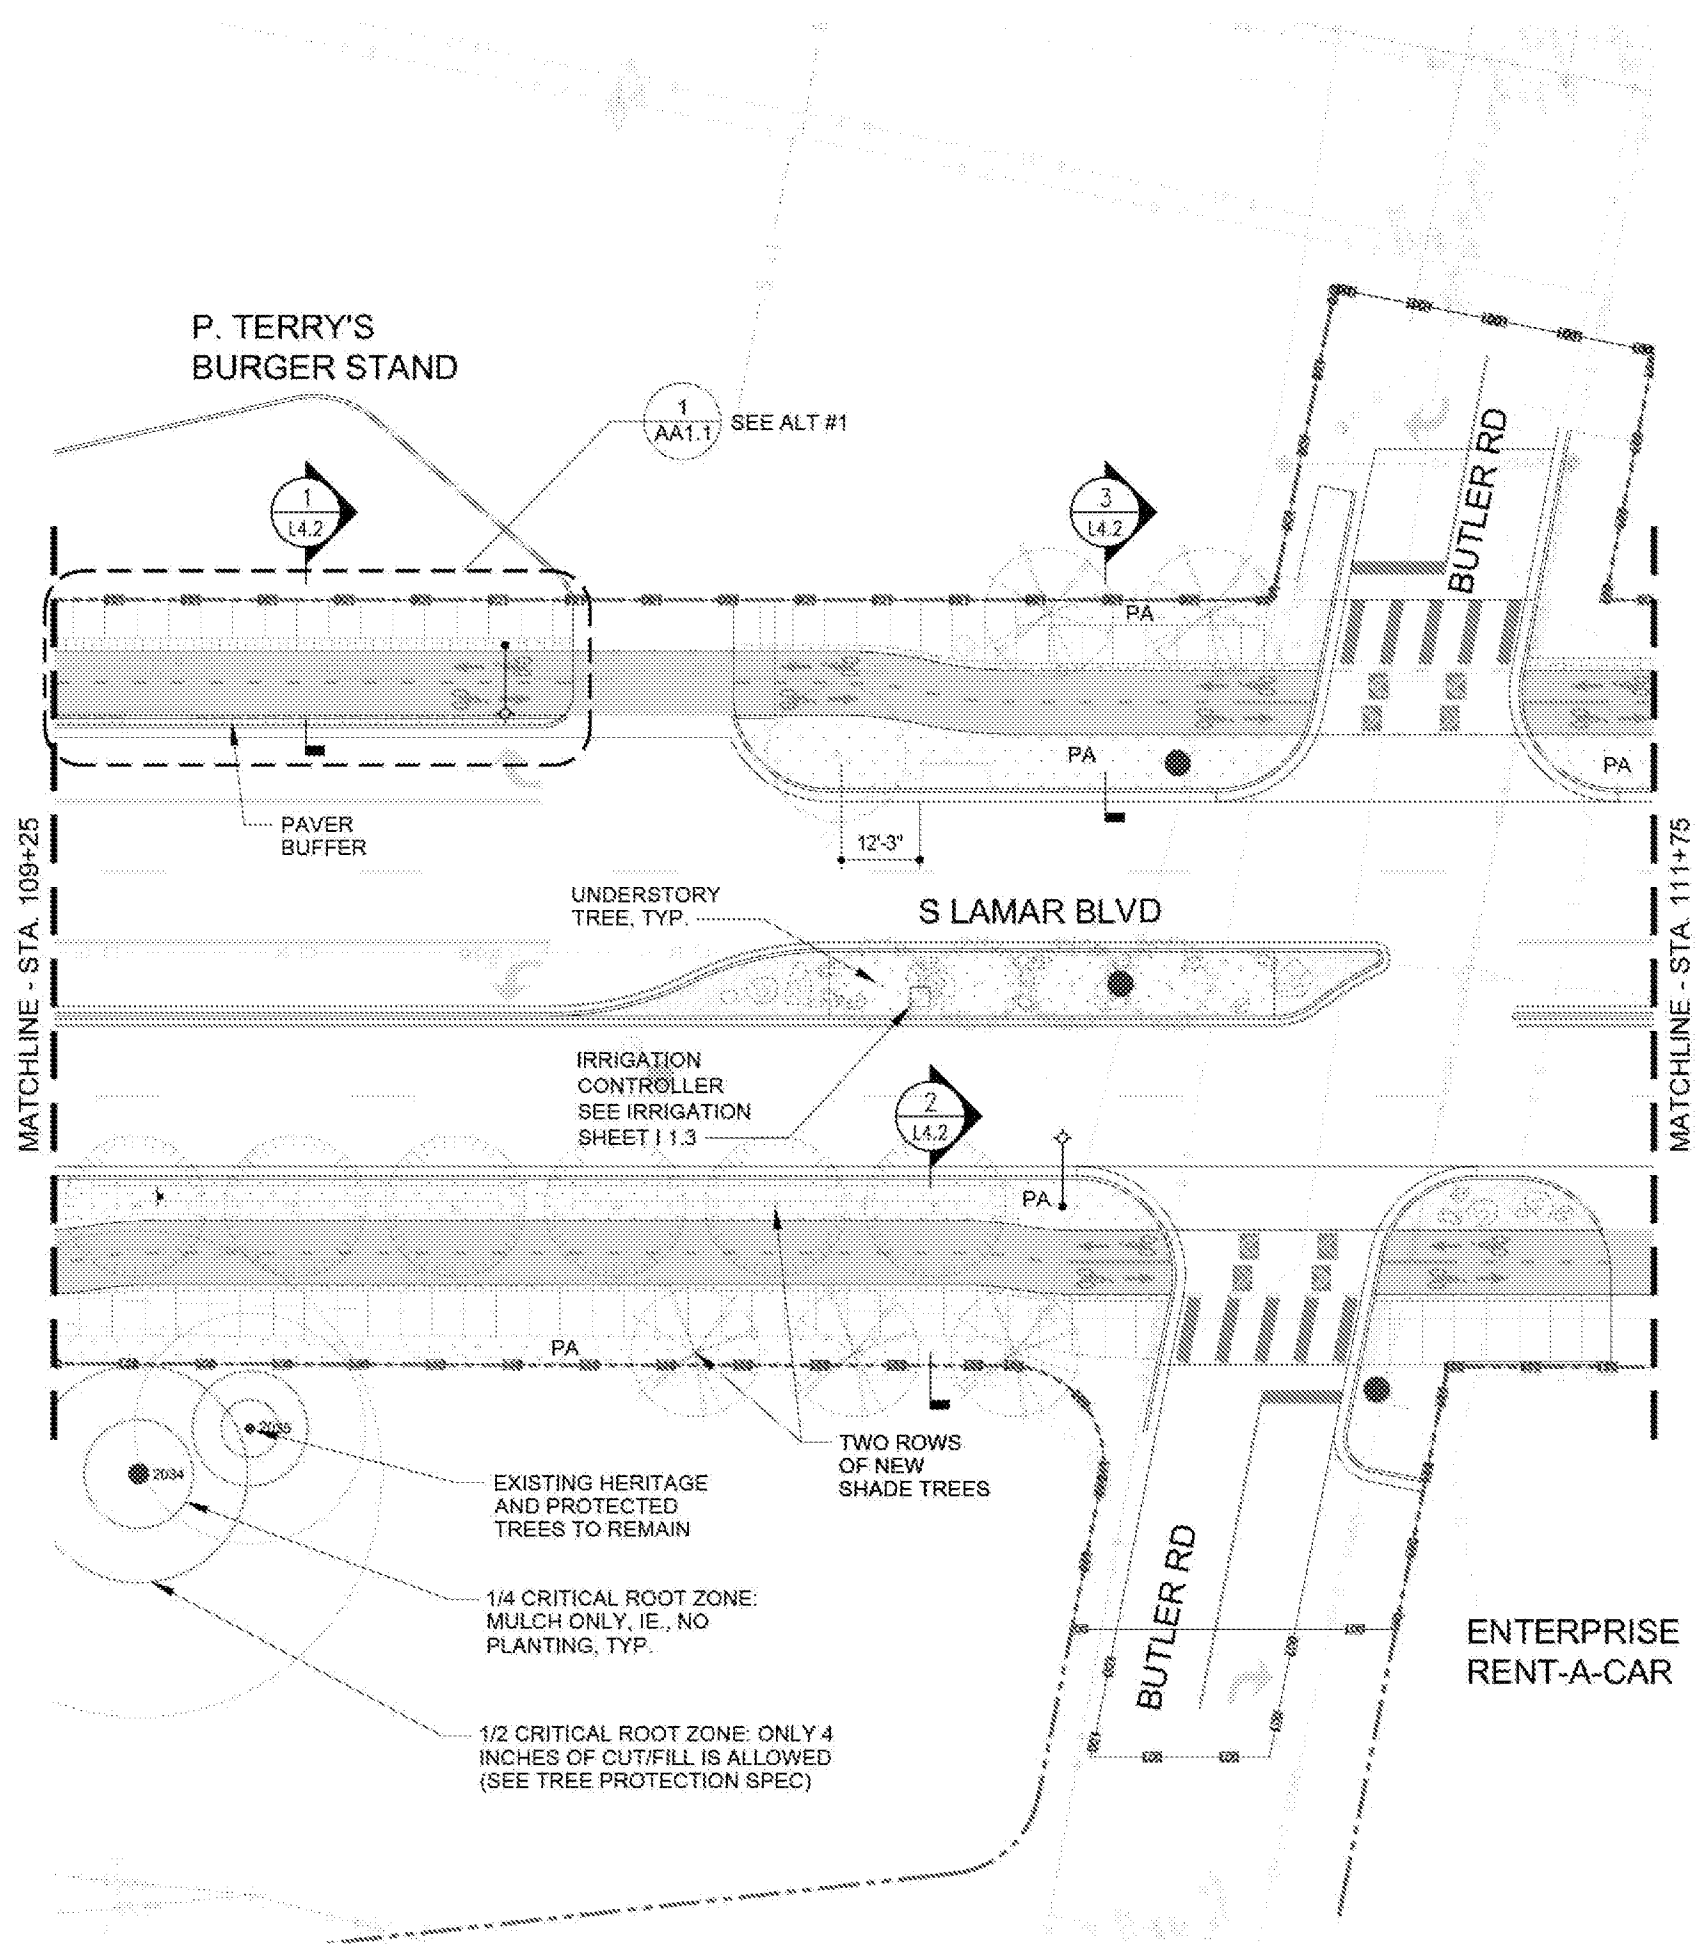 P. TERRY'S
BURGER STAND
1
AA1.1
SEE ALT #1
1
L4.2
3
L4.2
BUTLER RD
PA
PA
PA
PAVER
BUFFER
12'-3"
MATCHLINE - STA. 109+25
MATCHLINE - STA. 111+75
UNDERSTORY
TREE, TYP.
S LAMAR BLVD
IRRIGATION
CONTROLLER
SEE IRRIGATION
SHEET I 1.3
2
L4.2
PA
PA
TWO ROWS
OF NEW
SHADE TREES
2034
EXISTING HERITAGE
AND PROTECTED
TREES TO REMAIN
1/4 CRITICAL ROOT ZONE:
MULCH ONLY, IE., NO
PLANTING, TYP.
BUTLER RD
ENTERPRISE
RENT-A-CAR
1/2 CRITICAL ROOT ZONE: ONLY 4
INCHES OF CUT/FILL IS ALLOWED
(SEE TREE PROTECTION SPEC)